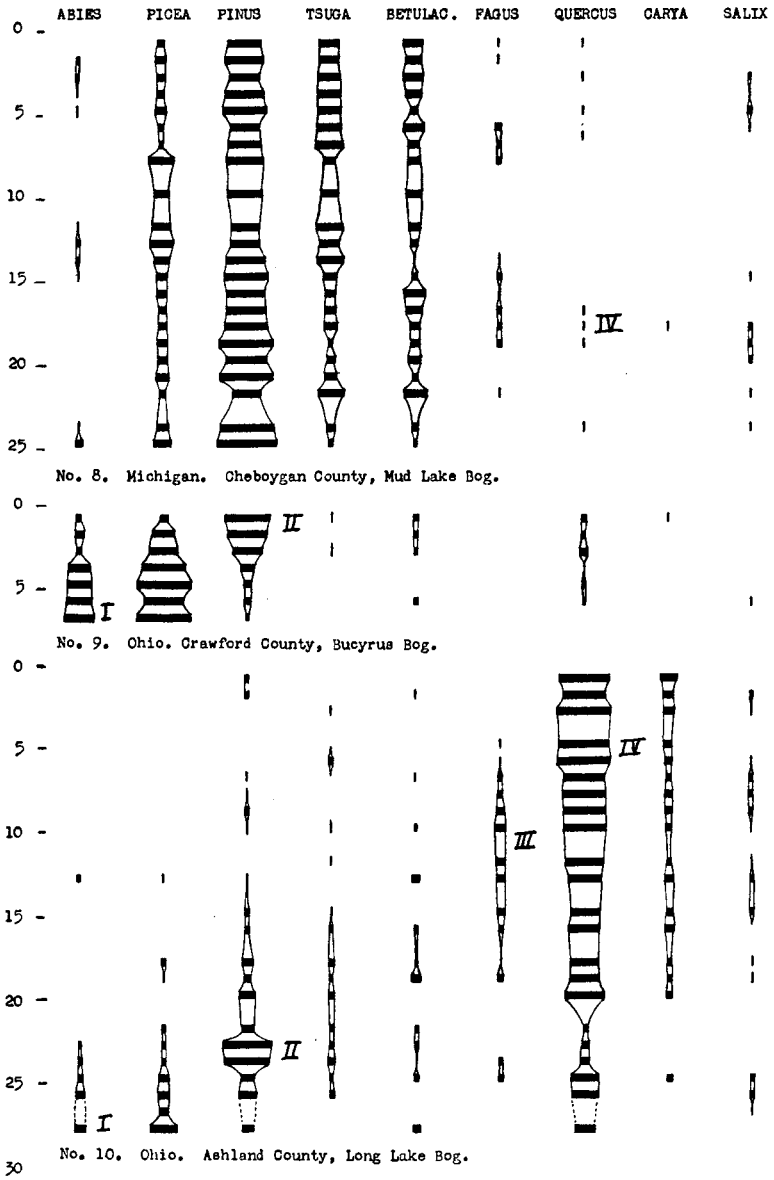 ABIES PICEA PINUS TSUGA BETULAC. FAGUS QUERCUS CARYA SALIX
0
5
10
15
IV
20
25
No. 8. Michigan. Cheboygan County, Mud Lake Bog.
0
II
5
I
No. 9. Ohio. Crawford County, Bucyrus Bog.
0
5
IV
10
III
15
20
II
25
I
No. 10. Ohio. Ashland County, Long Lake Bog.
30